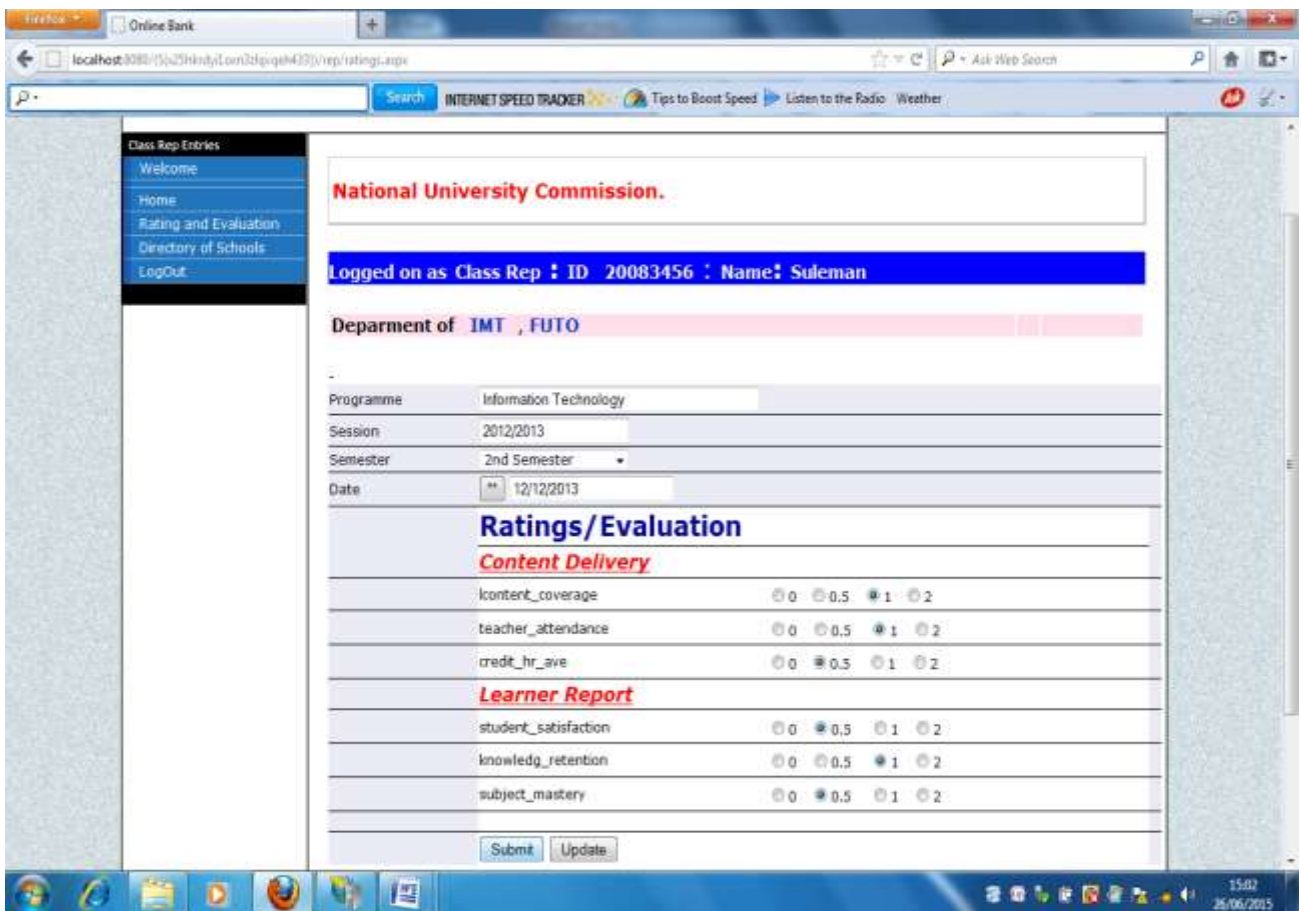 Firefox
Online Bank
Ask Web Search
Search INTERNET SPEED TRACKER Tips to Boost Speed Listen to the Radio Weather
Class Rep Entries
Welcome
Home
Rating and Evaluation
Directory of Schools
LogOut
National University Commission.
Logged on as Class Rep : ID 20083456 : Name: Suleman
Deparment of IMT , FUTO
-
Programme Information Technology
Session 2012/2013
Semester 2nd Semester
Date ** 12/12/2013
Ratings/Evaluation
Content Delivery
kontent_coverage 0 0.5 1 2
teacher_attendance 0 0.5 1 2
credit_hr_ave 0 0.5 1 2
Learner Report
student_satisfaction 0 0.5 1 2
knowledg_retention 0 0.5 1 2
subject_mastery 0 0.5 1 2
Submit Update
15:02
26/06/2015